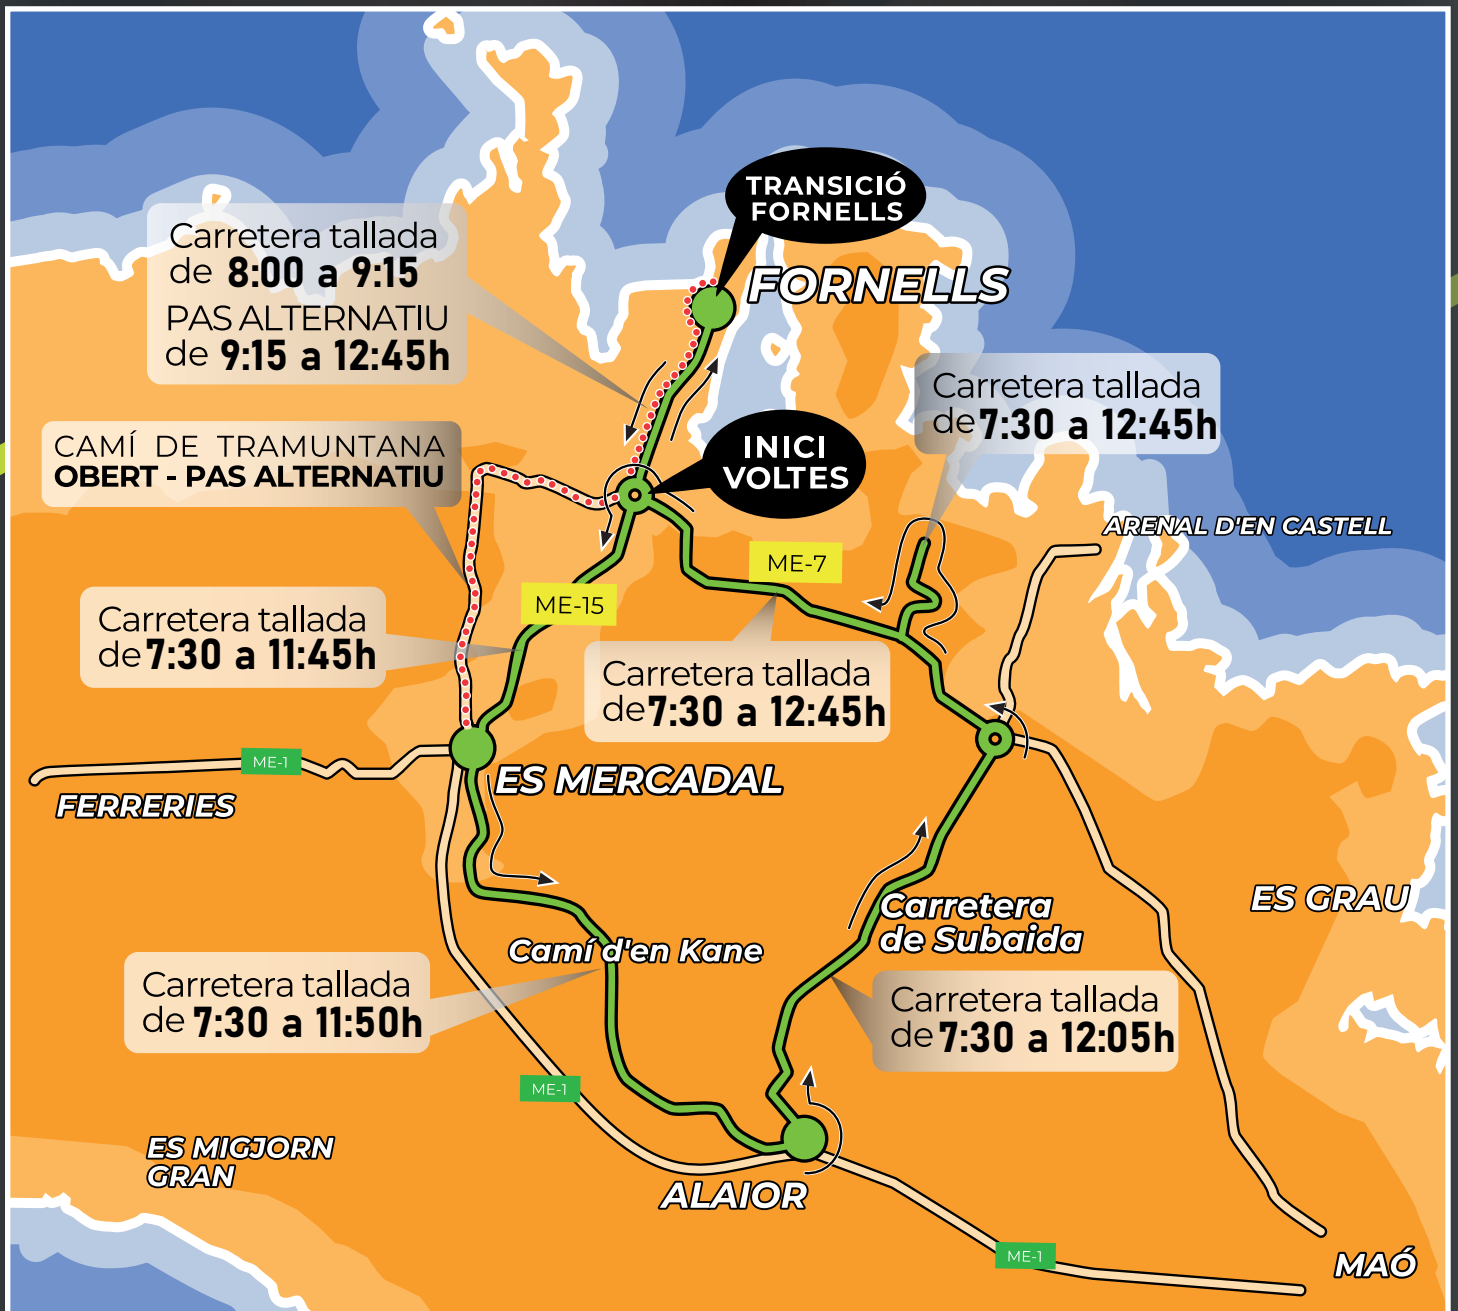 TRANSICIÓ
FORNELLS
Carretera tallada
de 8:00 a 9:15
PAS ALTERNATIU
de 9:15 a 12:45h
FORNELLS
Carretera tallada
de 7:30 a 12:45h
CAMÍ DE TRAMUNTANA
OBERT - PAS ALTERNATIU
INICI
VOLTES
ARENAL D'EN CASTELL
ME-7
ME-15
Carretera tallada
de 7:30 a 11:45h
Carretera tallada
de 7:30 a 12:45h
ME-1
ES MERCADAL
FERRERIES
ES GRAU
Carretera
de Subaida
Camí d'en Kane
Carretera tallada
de 7:30 a 11:50h
Carretera tallada
de 7:30 a 12:05h
ME-1
ES MIGJORN
GRAN
ALAIOR
ME-1
MAÓ